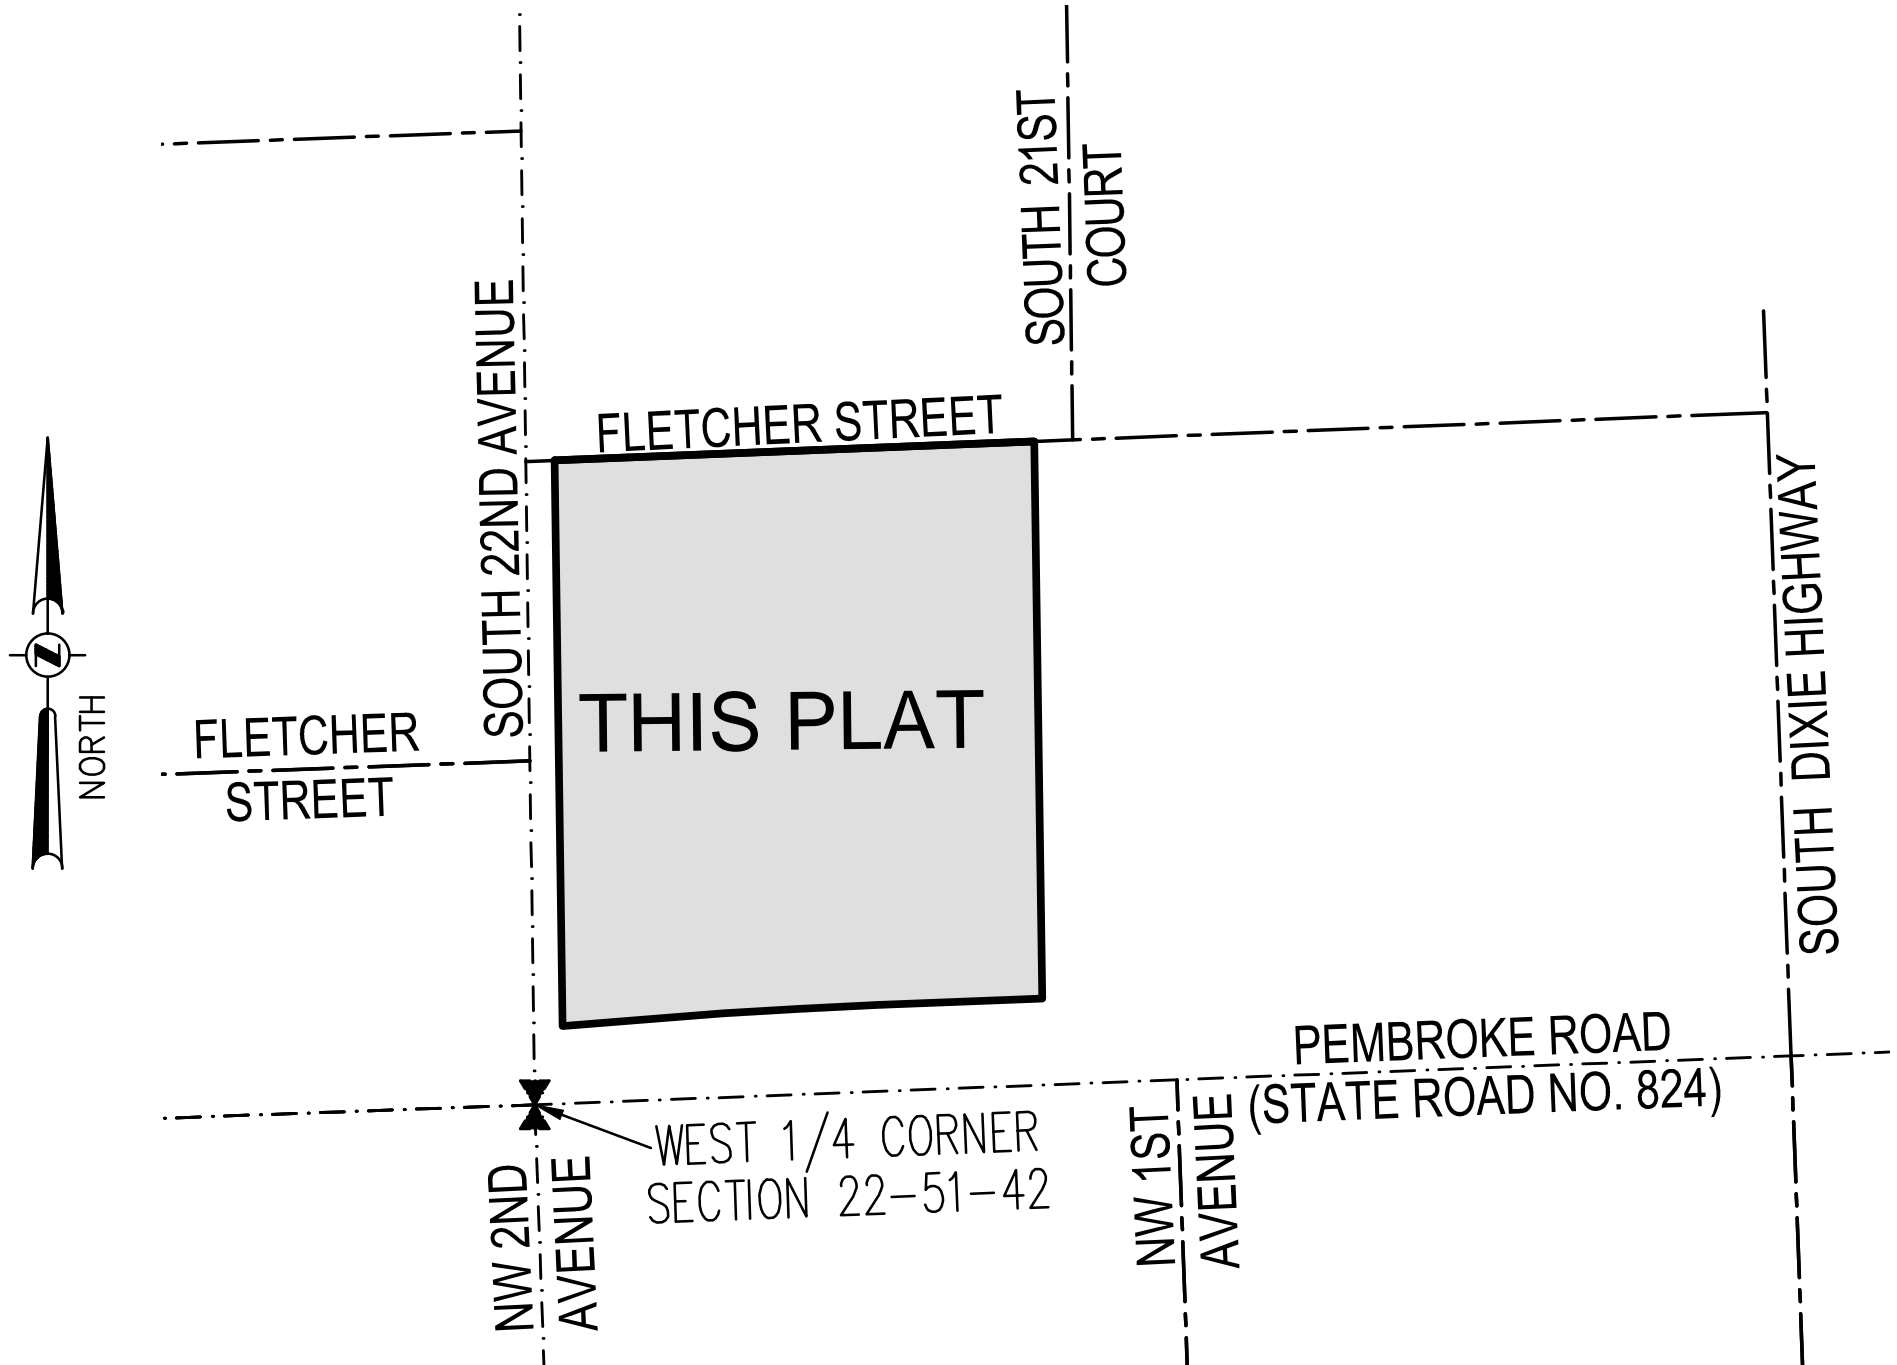 SOUTH 21ST
COURT
SOUTH 22ND AVENUE
FLETCHER STREET
SOUTH DIXIE HIGHWAY
N
NORTH
FLETCHER
STREET
THIS PLAT
PEMBROKE ROAD
(STATE ROAD NO. 824)
WEST 1/4 CORNER
SECTION 22-51-42
NW 2ND
AVENUE
NW 1ST
AVENUE